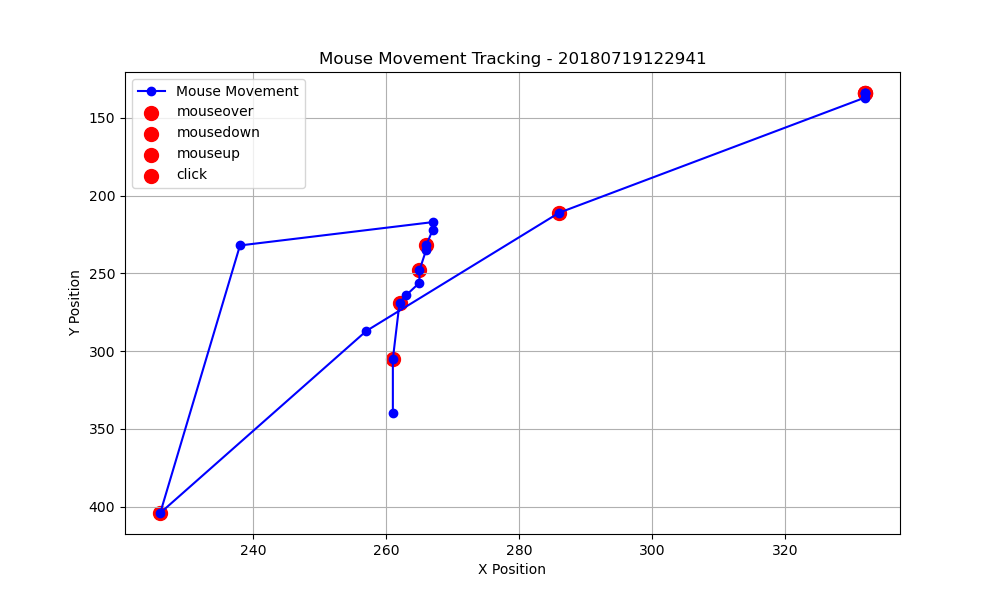 Mouse Movement Tracking - 20180719122941
Mouse Movement
mouseover
mousedown
mouseup
click
150
200
250
300
350
400
Y Position
240
260
280
300
320
X Position